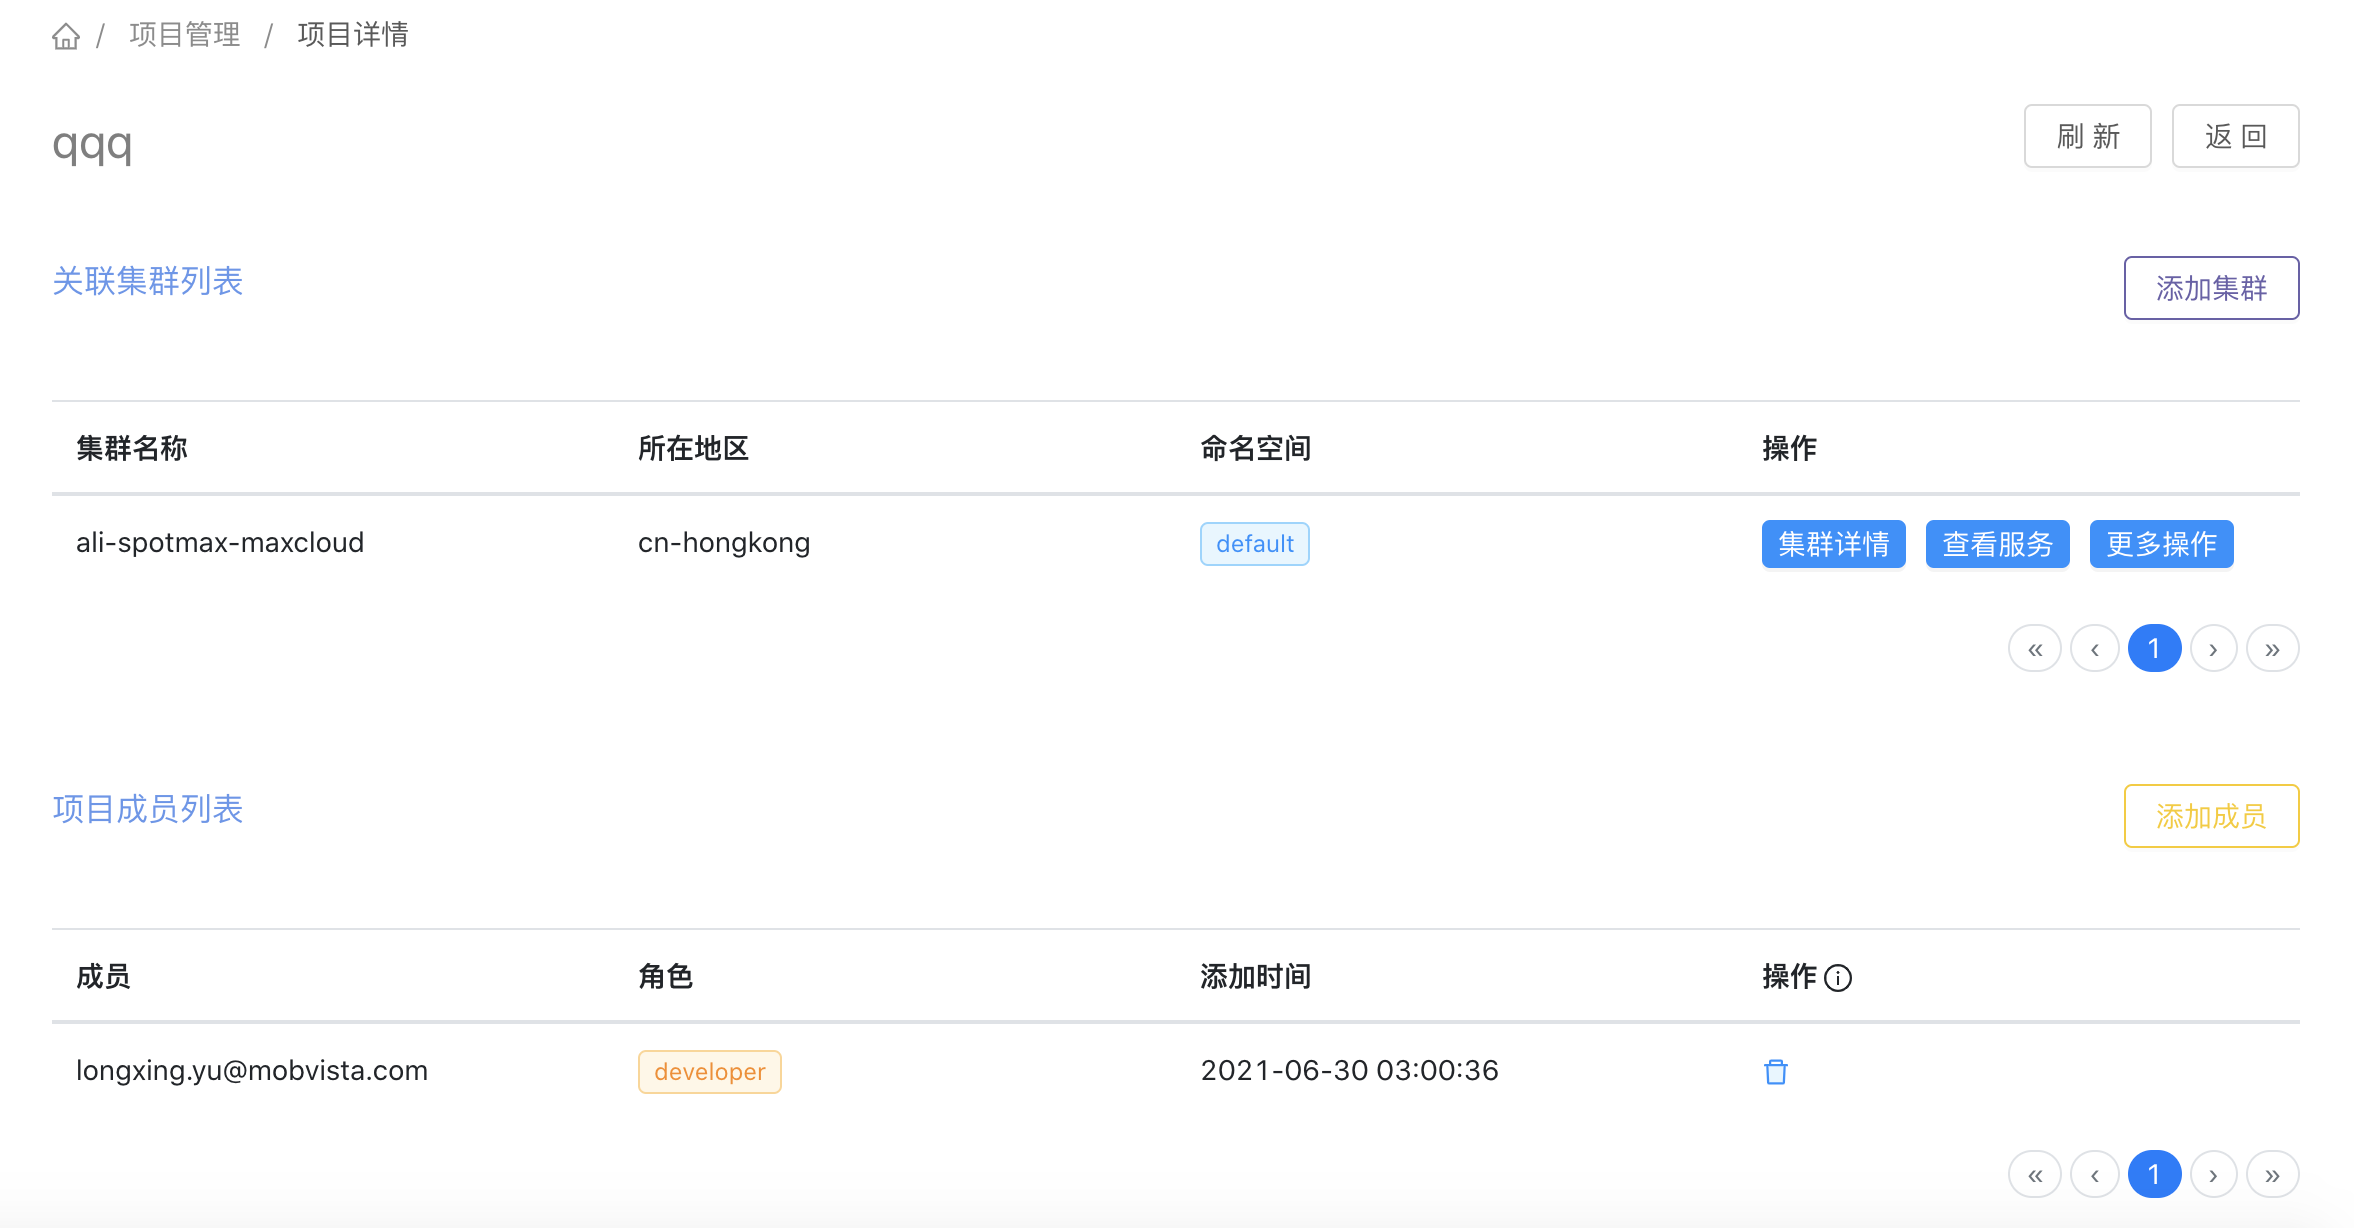 / 项目管理 / 项目详情
qqq
刷 新 返 回
关联集群列表
添加集群
集群名称 所在地区 命名空间 操作
ali-spotmax-maxcloud cn-hongkong default 集群详情 查看服务 更多操作
« ‹ 1 › »
项目成员列表
添加成员
成员 角色 添加时间 操作
longxing.yu@mobvista.com developer 2021-06-30 03:00:36
« ‹ 1 › »